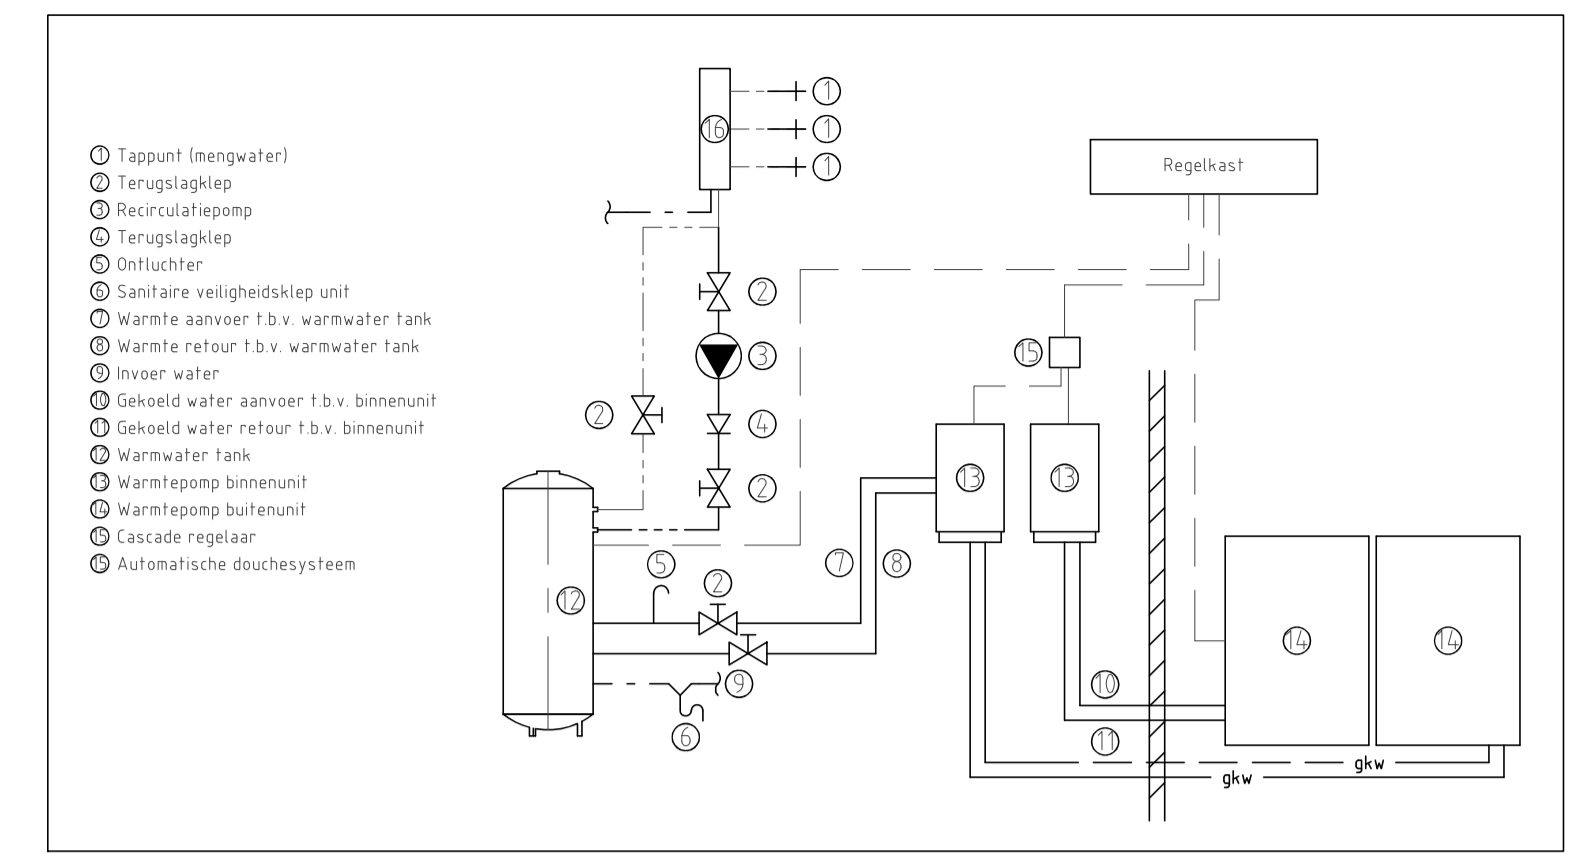 1 Tappunt (mengwater)
2 Terugslagklep
3 Recirculatiepomp
4 Terugslagklep
5 Ontluchter
6 Sanitaire veiligheidsklep unit
7 Warmte aanvoer t.b.v. warmwater tank
8 Warmte retour t.b.v. warmwater tank
9 Invoer water
10 Gekoeld water aanvoer t.b.v. binnenunit
11 Gekoeld water retour t.b.v. binnenunit
12 Warmwater tank
13 Warmtepomp binnenunit
14 Warmtepomp buitenunit
15 Cascade regelaar
15 Automatische douchesysteem
1
16
1
1
Regelkast
2
3
15
2
4
2
13
13
5
7
8
2
12
14
14
9
10
6
11
gkw
gkw